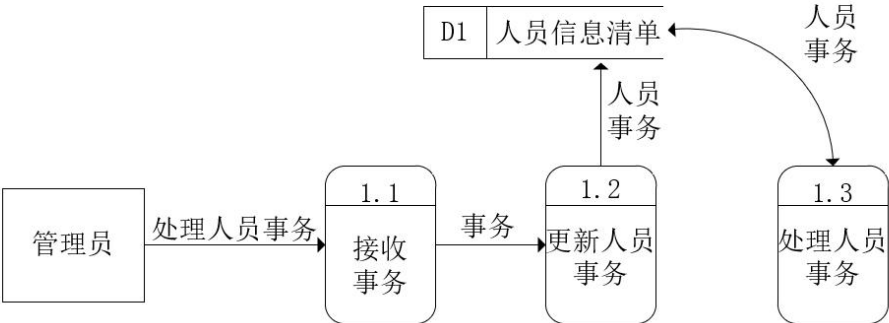 D1 人员信息清单
人员
事务
人员
事务
1.1
1.2
1.3
管理员
处理人员事务
接收
事务
事务
更新人员
事务
处理人员
事务